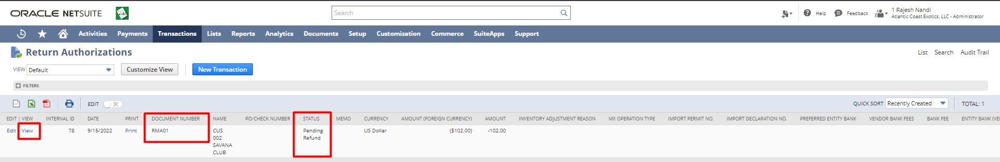 ORACLE NETSUITE
Search
Help
Feedback
1 Rajesh Nandi
Atlantic Coast Exotics, LLC - Administrator
Activities Payments Transactions Lists Reports Analytics Documents Setup Customization Commerce SuiteApps Support
Return Authorizations
List Search Audit Trail
VIEW Default Customize View New Transaction
FILTERS
EDIT
QUICK SORT Recently Created TOTAL: 1
EDIT | VIEW INTERNAL ID DATE PRINT DOCUMENT NUMBER NAME PO/CHECK NUMBER STATUS MEMO CURRENCY AMOUNT (FOREIGN CURRENCY) AMOUNT INVENTORY ADJUSTMENT REASON MX OPERATION TYPE IMPORT PERMIT NO. IMPORT DECLARATION NO. PREFERRED ENTITY BANK VENDOR BANK FEES BANK FEE ENTITY BANK (VE
Edit View 78 9/15/2022 Print RMA01 CUS Pending US Dollar ($102.00) -102.00
002 Refund
SAVANA
CLUB